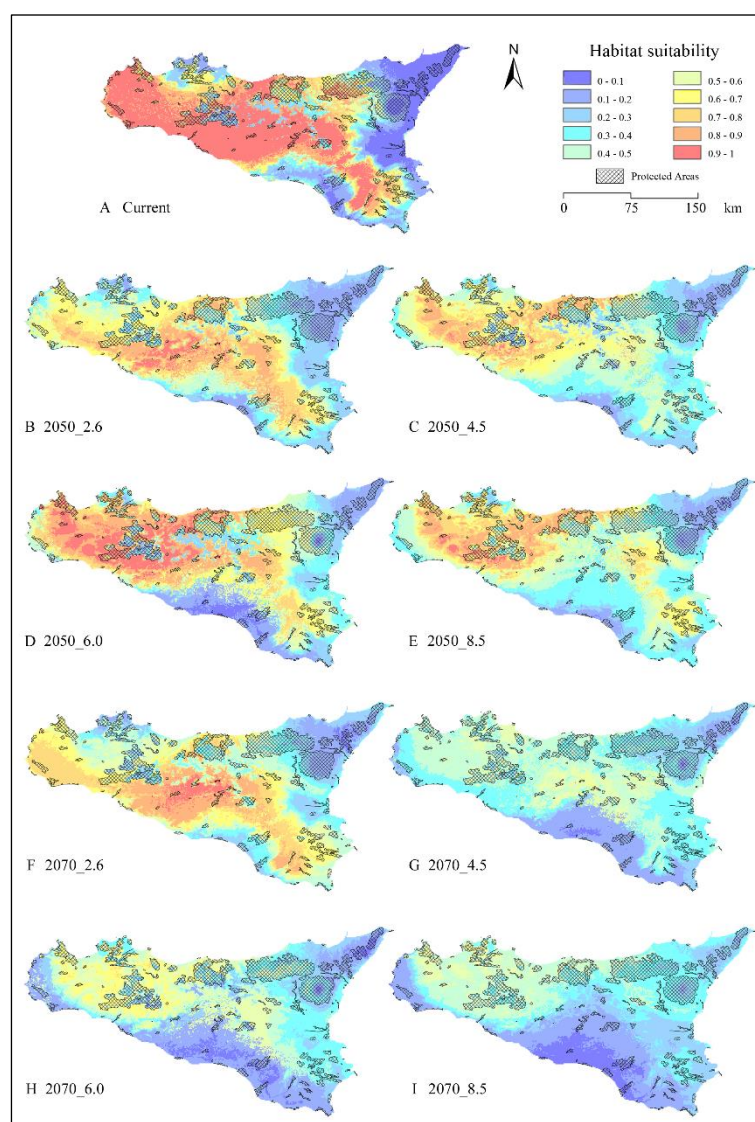 N
Habitat suitability
0 - 0.1
0.5 - 0.6
0.1 - 0.2
0.6 - 0.7
0.2 - 0.3
0.7 - 0.8
0.3 - 0.4
0.8 - 0.9
0.4 - 0.5
0.9 - 1
Protected Areas
0 75 150 km
A Current
B 2050_2.6
C 2050_4.5
D 2050_6.0
E 2050_8.5
F 2070_2.6
G 2070_4.5
H 2070_6.0
I 2070_8.5